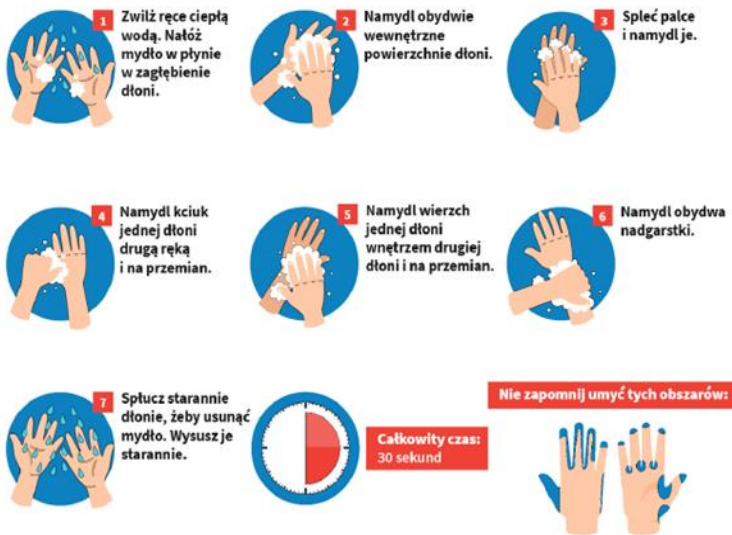 1
Zwilż ręce ciepłą
wodą. Nałóż
mydło w płynie
w zagłębienie
dłoni.
2
Namydl obydwie
wewnętrzne
powierzchnie dłoni.
3
Spleć palce
i namydl je.
4
Namydl kciuk
jednej dłoni
drugą ręką
i na przemian.
5
Namydl wierzch
jednej dłoni
wnętrzem drugiej
dłoni i na przemian.
6
Namydl obydwa
nadgarstki.
7
Spłucz starannie
dłonie, żeby usunąć
mydło. Wysusz je
starannie.
Całkowity czas:
30 sekund
Nie zapomnij umyć tych obszarów: